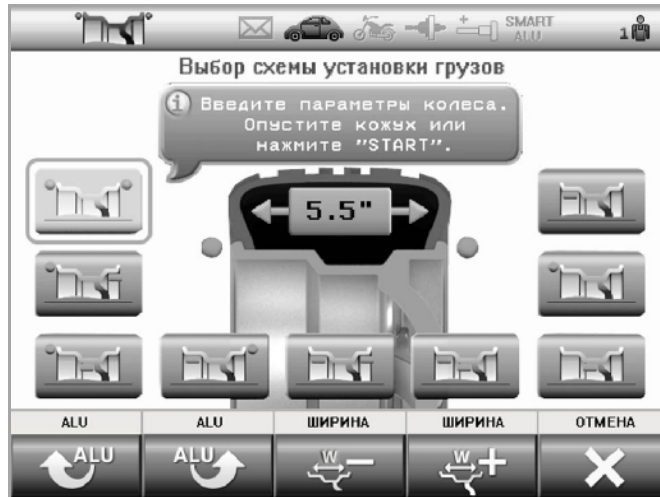 SMART
ALU
1
Выбор схемы установки грузов
i Введите параметры колеса.
Опустите кожух или
нажмите "START".
5.5"
ALU ALU ШИРИНА ШИРИНА ОТМЕНА
ALU ALU W W